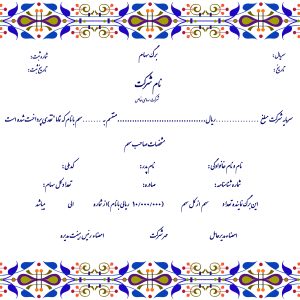 سریال: برگ سهام شماره ثبت:
تاریخ: تاریخ ثبت:
نام شرکت
شرکت سهامی خاص
سرمایه شرکت مبلغ ................ ریال ................................ منقسم به ........ سهم با نام که تماماً نقدی پرداخت شده است
مشخصات صاحب سهم
نام و نام خانوادگی: نام پدر: کد ملی:
شماره شناسنامه: صادره: تعداد کل سهام:
این برگ نماینده تعداد سهم از کل سهم (۱۰/۰۰۰/۰۰۰ ریالی با نام) از شماره الی میباشد
امضاء مدیر عامل مهر شرکت امضاء رئیس هیئت مدیره